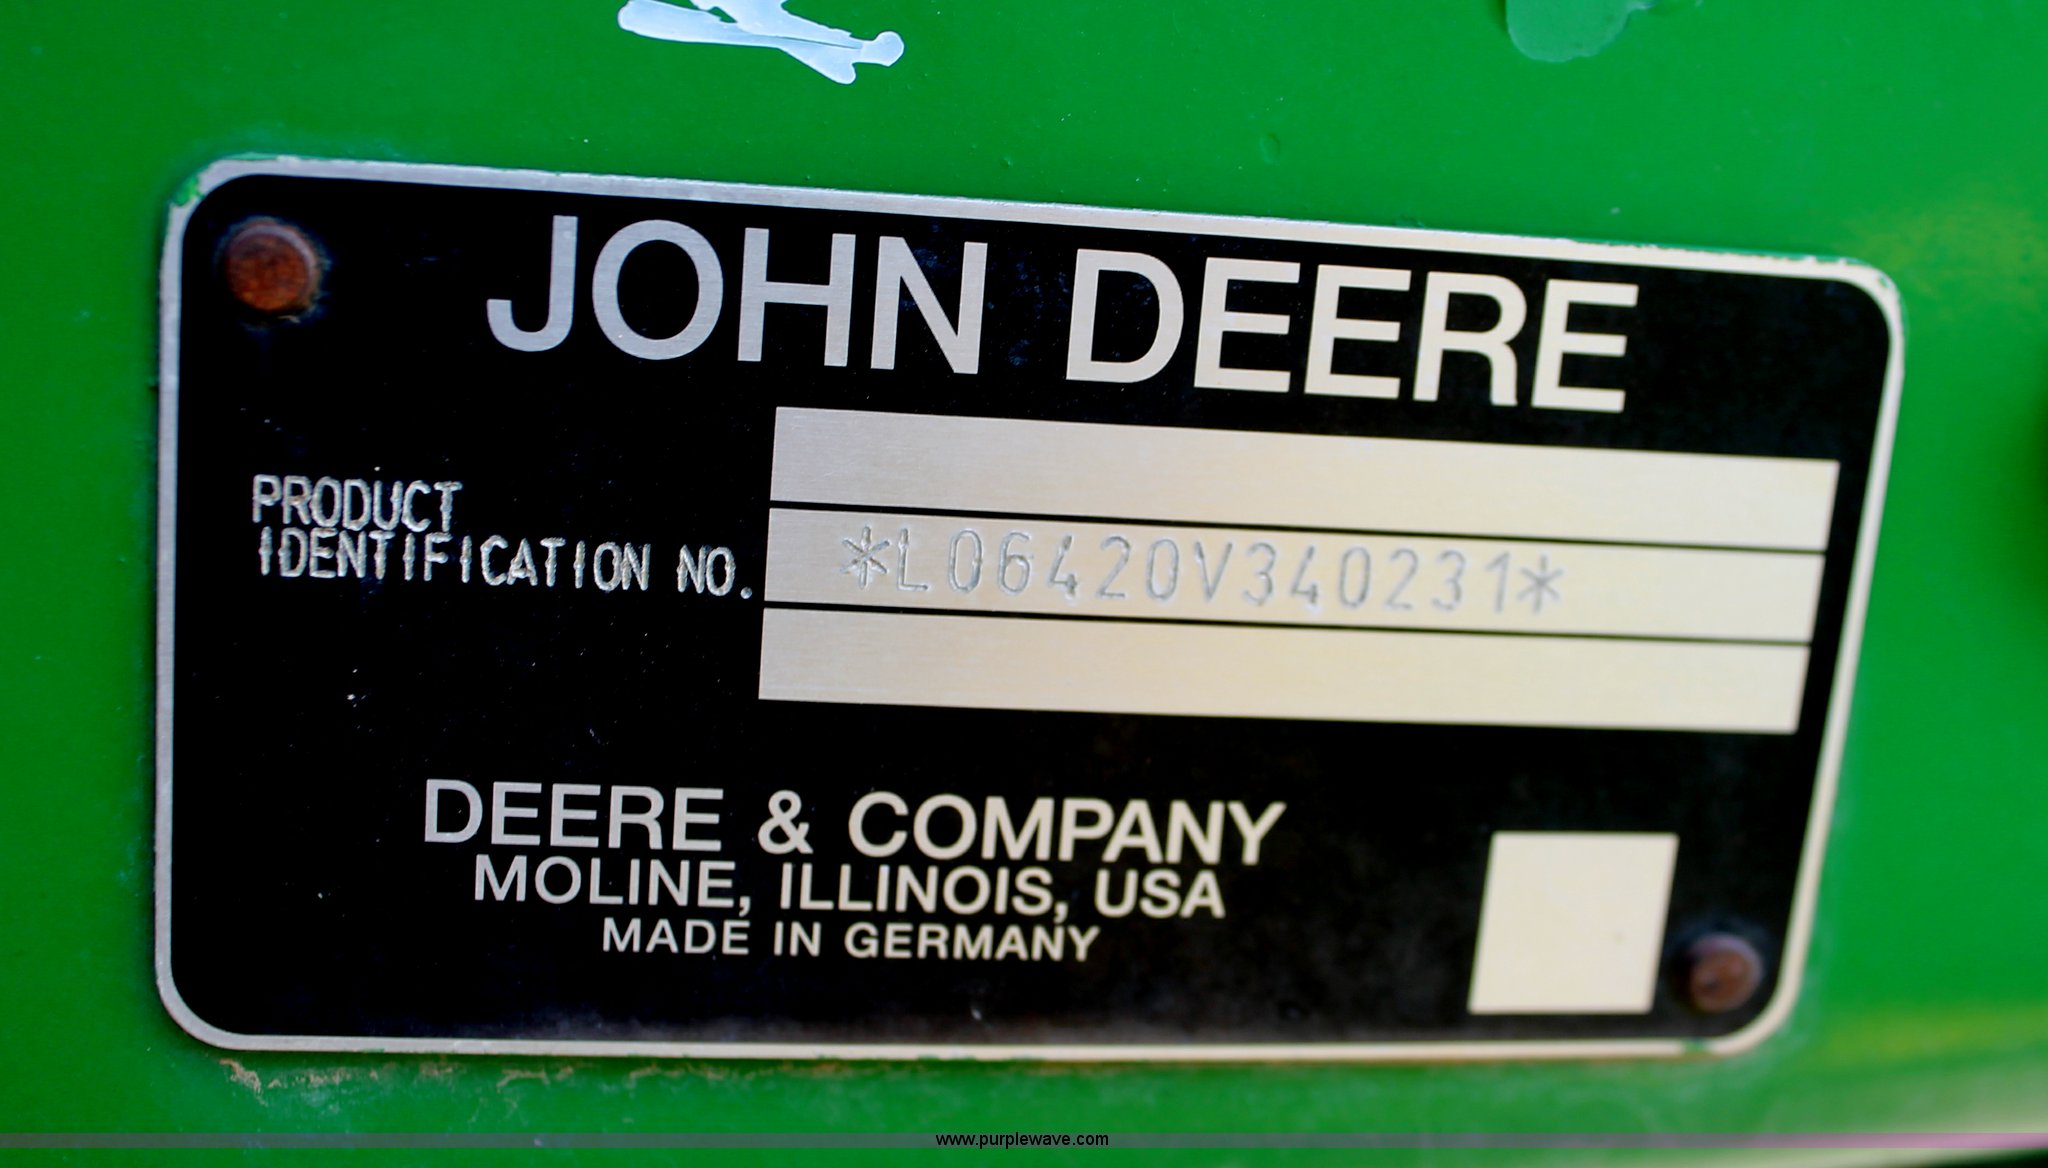 JOHN DEERE
PRODUCT
IDENTIFICATION NO.
*L06420V340231*
DEERE & COMPANY
MOLINE, ILLINOIS, USA
MADE IN GERMANY
www.purplewave.com